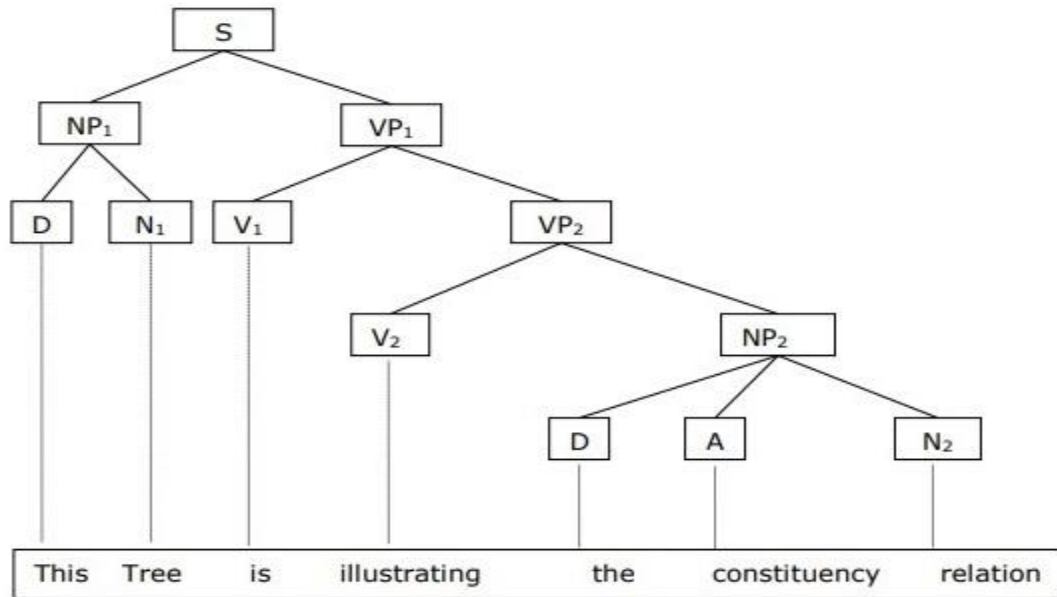 S
NP₁ VP₁
D N₁ V₁ VP₂
V₂ NP₂
D A N₂
This Tree is illustrating the constituency relation